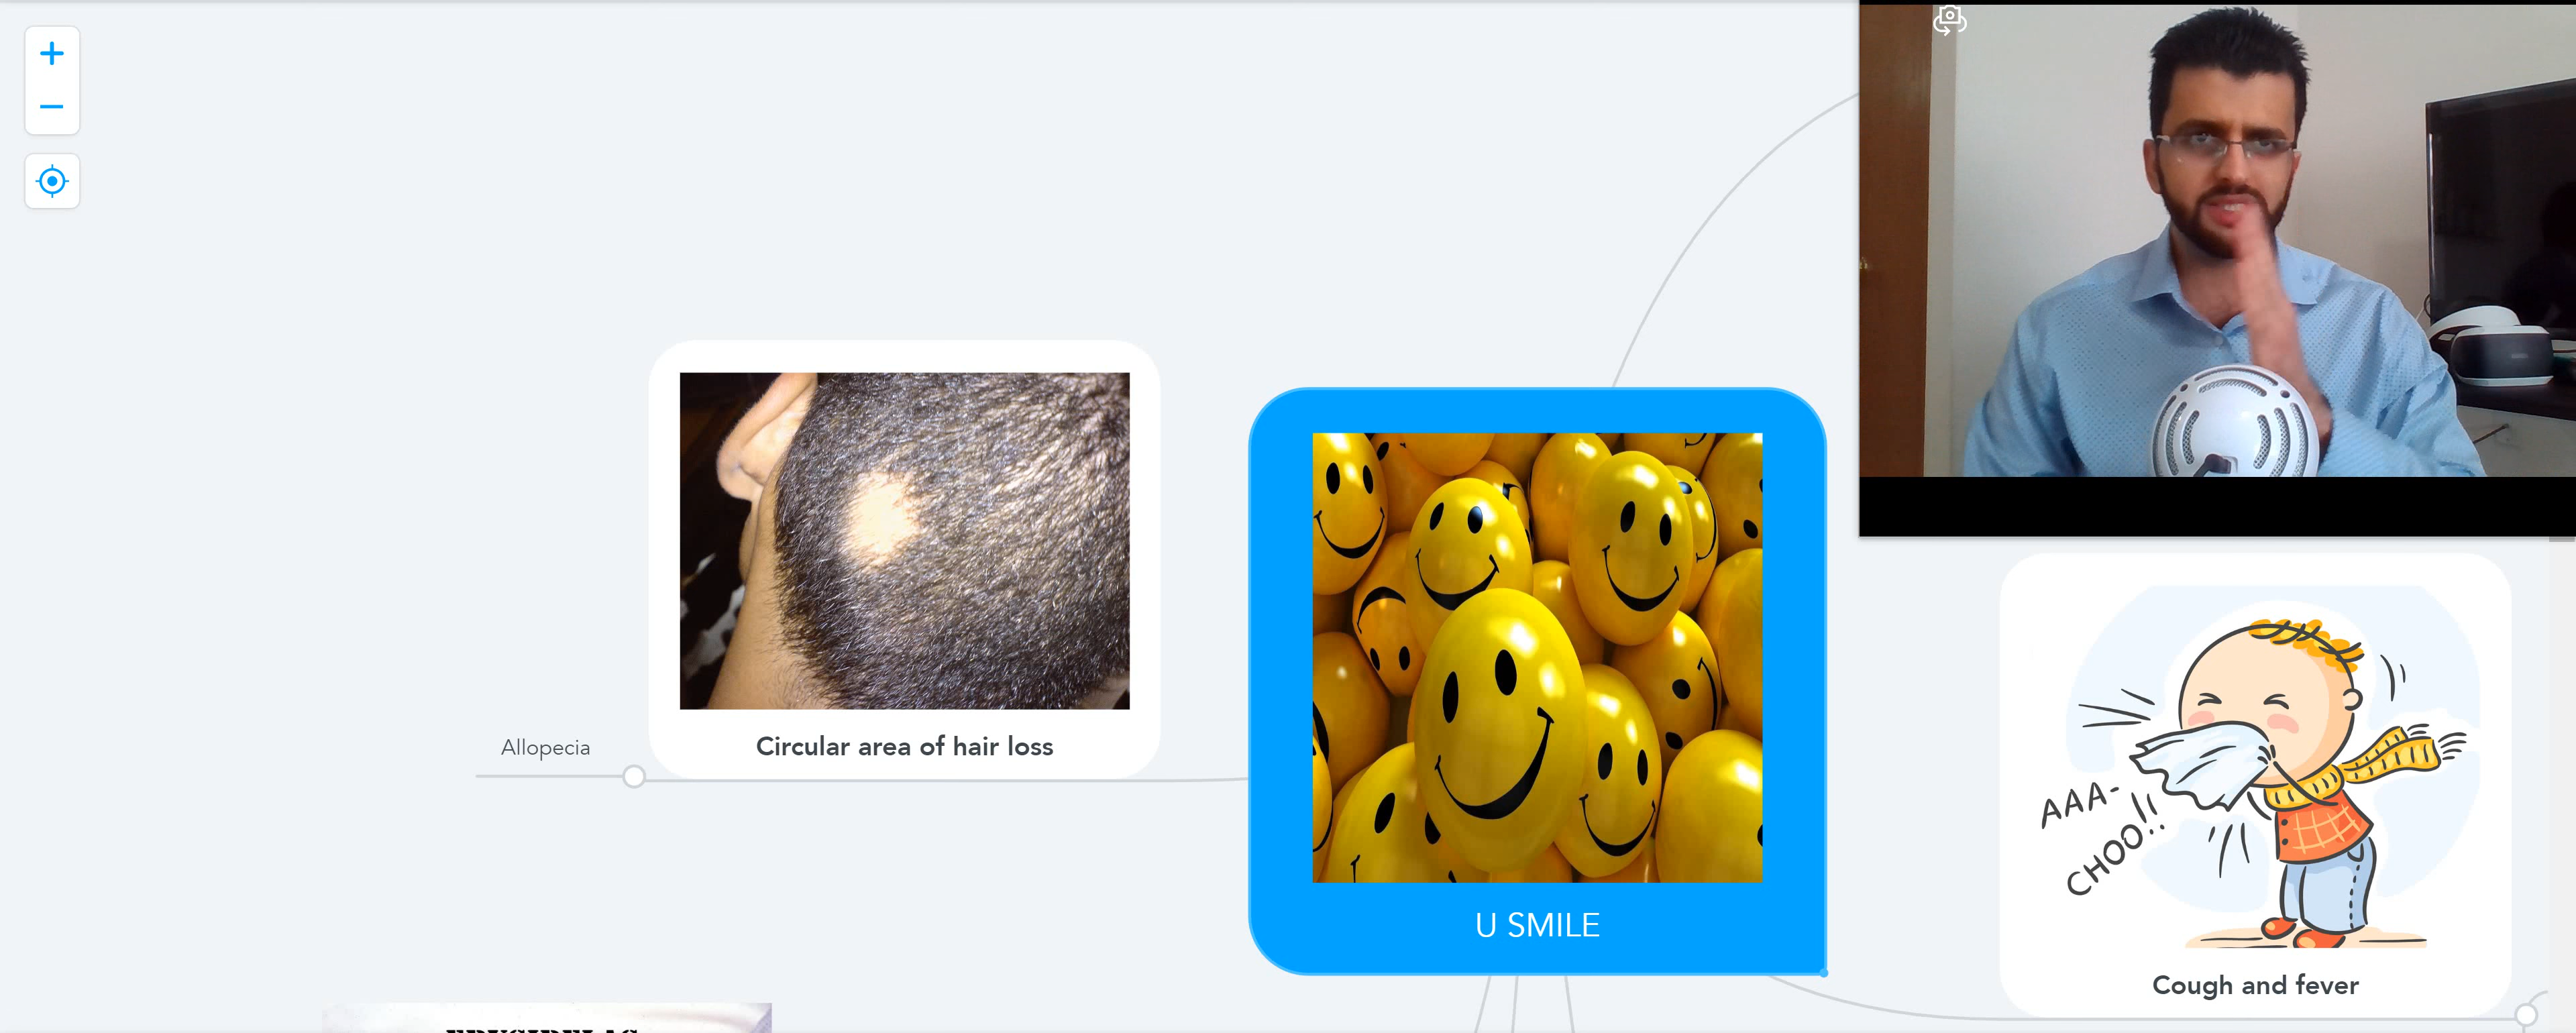 Allopecia
Circular area of hair loss
U SMILE
AAA-
CHOO!!
Cough and fever